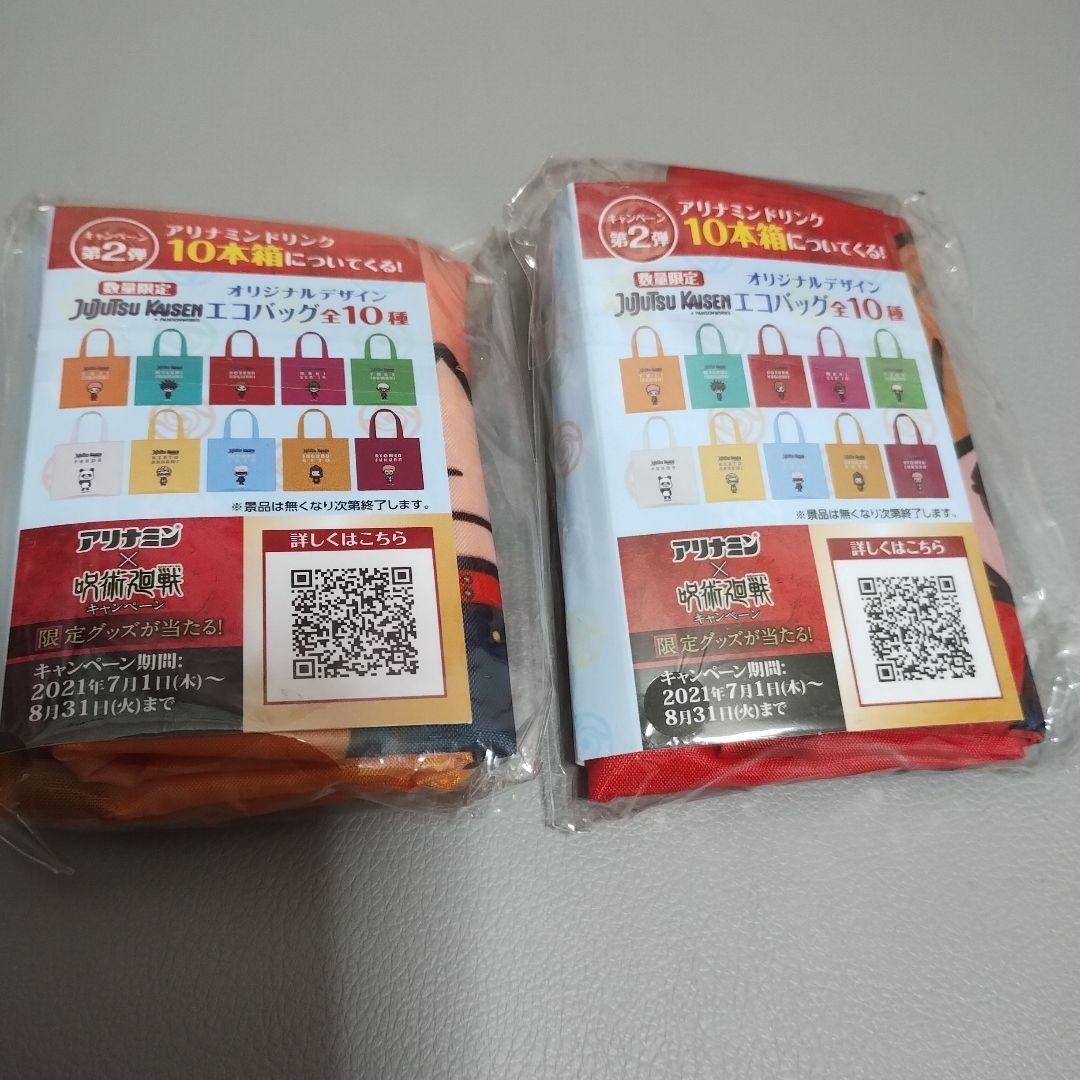 キャンペーン
第2弾
アリナミンドリンク
10本箱についてくる!
数量限定
オリジナルデザイン
JUJUTSU KAISEN エコバッグ全10種
※景品は無くなり次第終了します。
アリナミン
×
呪術廻戦
キャンペーン
限定グッズが当たる!
キャンペーン期間:
2021年7月1日(木)~
8月31日(火)まで
詳しくはこちら
キャンペーン
第2弾
アリナミンドリンク
10本箱についてくる!
数量限定
オリジナルデザイン
JUJUTSU KAISEN エコバッグ全10種
※景品は無くなり次第終了します。
アリナミン
×
呪術廻戦
キャンペーン
限定グッズが当たる!
キャンペーン期間:
2021年7月1日(木)~
8月31日(火)まで
詳しくはこちら